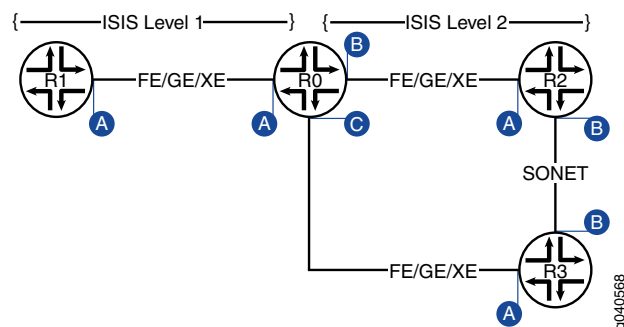 { ISIS Level 1 } { ISIS Level 2 }
B
R1 FE/GE/XE R0 FE/GE/XE R2
A A C A B
SONET
B
FE/GE/XE R3
A
g040568